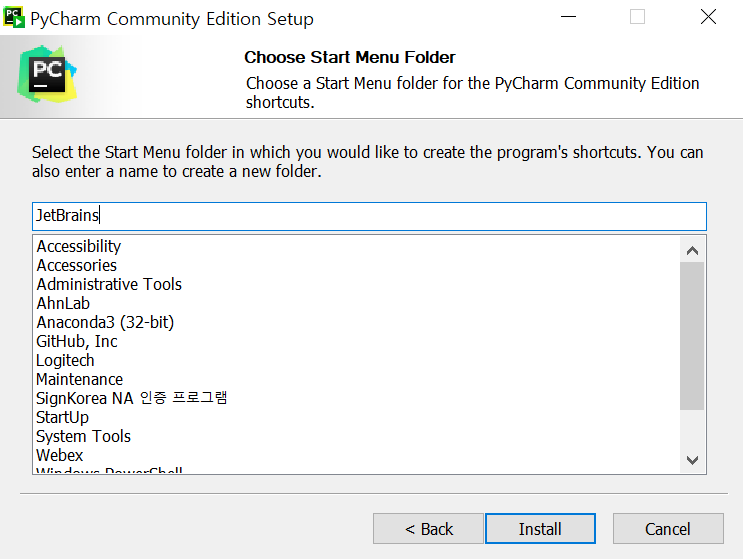 PyCharm Community Edition Setup
PC
Choose Start Menu Folder
Choose a Start Menu folder for the PyCharm Community Edition
shortcuts.
Select the Start Menu folder in which you would like to create the program's shortcuts. You can
also enter a name to create a new folder.
JetBrains
Accessibility
Accessories
Administrative Tools
AhnLab
Anaconda3 (32-bit)
GitHub, Inc
Logitech
Maintenance
SignKorea NA 인증 프로그램
StartUp
System Tools
Webex
Windows PowerShell
< Back
Install
Cancel